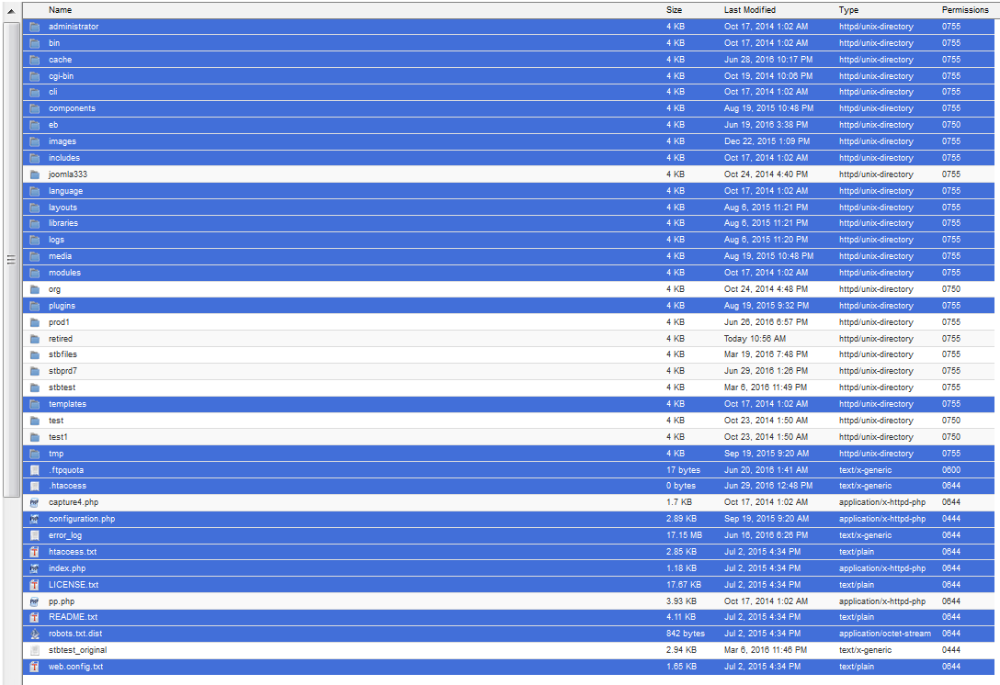 Name Size Last Modified Type Permissions
administrator 4 KB Oct 17, 2014 1:02 AM httpd/unix-directory 0755
bin 4 KB Oct 17, 2014 1:02 AM httpd/unix-directory 0755
cache 4 KB Jun 28, 2016 10:17 PM httpd/unix-directory 0755
cgi-bin 4 KB Oct 19, 2014 10:06 PM httpd/unix-directory 0755
cli 4 KB Oct 17, 2014 1:02 AM httpd/unix-directory 0755
components 4 KB Aug 19, 2015 10:48 PM httpd/unix-directory 0755
eb 4 KB Jun 19, 2016 3:38 PM httpd/unix-directory 0750
images 4 KB Dec 22, 2015 1:09 PM httpd/unix-directory 0755
includes 4 KB Oct 17, 2014 1:02 AM httpd/unix-directory 0755
joomla333 4 KB Oct 24, 2014 4:40 PM httpd/unix-directory 0755
language 4 KB Oct 17, 2014 1:02 AM httpd/unix-directory 0755
layouts 4 KB Aug 6, 2015 11:21 PM httpd/unix-directory 0755
libraries 4 KB Aug 6, 2015 11:21 PM httpd/unix-directory 0755
logs 4 KB Aug 6, 2015 11:20 PM httpd/unix-directory 0755
media 4 KB Aug 19, 2015 10:48 PM httpd/unix-directory 0755
modules 4 KB Oct 17, 2014 1:02 AM httpd/unix-directory 0755
org 4 KB Oct 24, 2014 4:48 PM httpd/unix-directory 0750
plugins 4 KB Aug 19, 2015 9:32 PM httpd/unix-directory 0755
prod1 4 KB Jun 26, 2016 6:57 PM httpd/unix-directory 0755
retired 4 KB Today 10:56 AM httpd/unix-directory 0755
stbfiles 4 KB Mar 19, 2016 7:48 PM httpd/unix-directory 0755
stbprd7 4 KB Jun 29, 2016 1:26 PM httpd/unix-directory 0755
stbtest 4 KB Mar 6, 2016 11:49 PM httpd/unix-directory 0755
templates 4 KB Oct 17, 2014 1:02 AM httpd/unix-directory 0755
test 4 KB Oct 23, 2014 1:50 AM httpd/unix-directory 0750
test1 4 KB Oct 23, 2014 1:50 AM httpd/unix-directory 0750
tmp 4 KB Sep 19, 2015 9:20 AM httpd/unix-directory 0755
.ftpquota 17 bytes Jun 20, 2016 1:41 AM text/x-generic 0600
.htaccess 0 bytes Jun 29, 2016 12:48 PM text/x-generic 0644
capture4.php 1.7 KB Oct 17, 2014 1:02 AM application/x-httpd-php 0644
configuration.php 2.89 KB Sep 19, 2015 9:20 AM application/x-httpd-php 0444
error_log 17.15 MB Jun 16, 2016 6:26 PM text/x-generic 0644
htaccess.txt 2.85 KB Jul 2, 2015 4:34 PM text/plain 0644
index.php 1.18 KB Jul 2, 2015 4:34 PM application/x-httpd-php 0644
LICENSE.txt 17.67 KB Jul 2, 2015 4:34 PM text/plain 0644
pp.php 3.93 KB Oct 17, 2014 1:02 AM application/x-httpd-php 0644
README.txt 4.11 KB Jul 2, 2015 4:34 PM text/plain 0644
robots.txt.dist 842 bytes Jul 2, 2015 4:34 PM application/octet-stream 0644
stbtest_original 2.94 KB Mar 6, 2016 11:46 PM text/x-generic 0444
web.config.txt 1.65 KB Jul 2, 2015 4:34 PM text/plain 0644